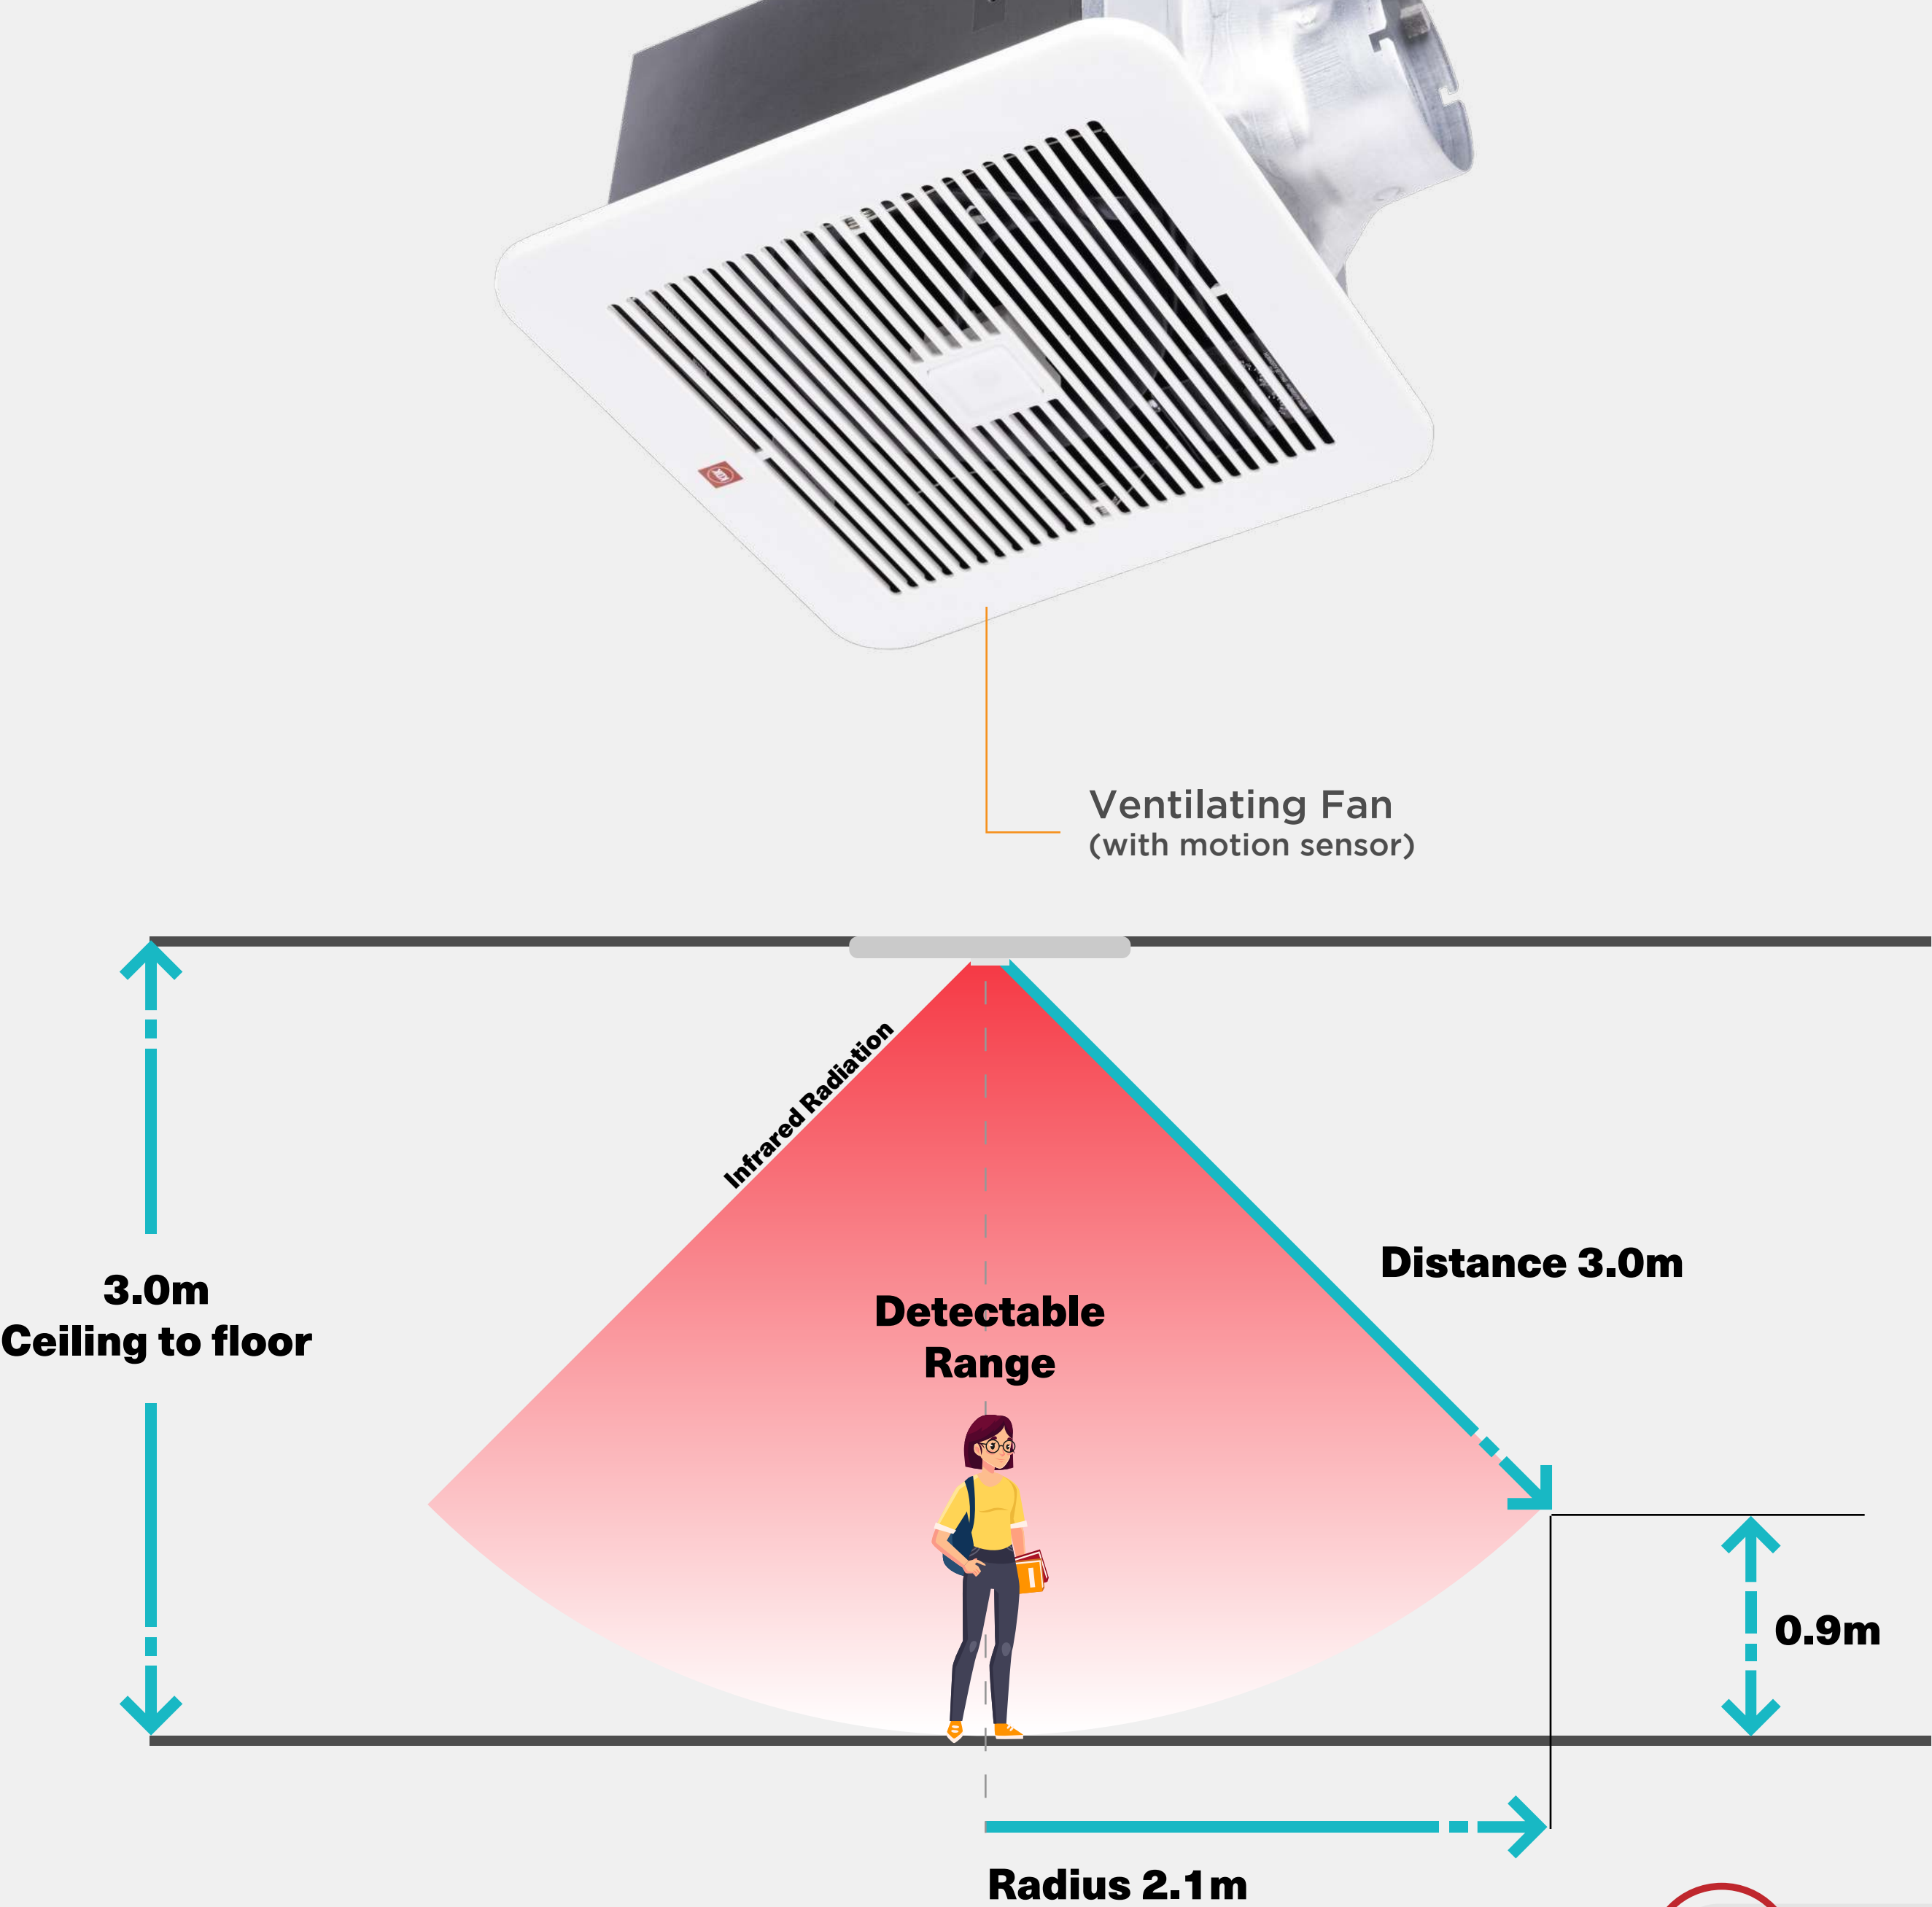 Ventilating Fan
(with motion sensor)
Infrared Radiation
Distance 3.0m
3.0m
Ceiling to floor
Detectable
Range
0.9m
Radius 2.1m